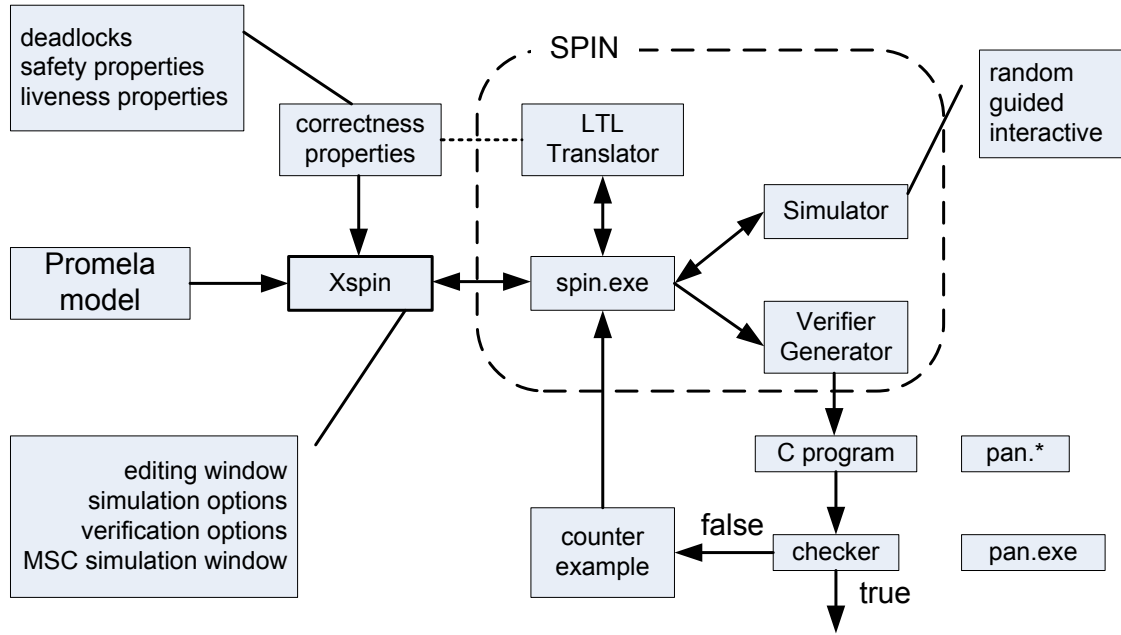 deadlocks
safety properties
liveness properties
SPIN
random
guided
interactive
correctness
properties
LTL
Translator
Simulator
Promela
model
Xspin
spin.exe
Verifier
Generator
editing window
simulation options
verification options
MSC simulation window
C program
pan.*
counter
example
false
checker
pan.exe
true